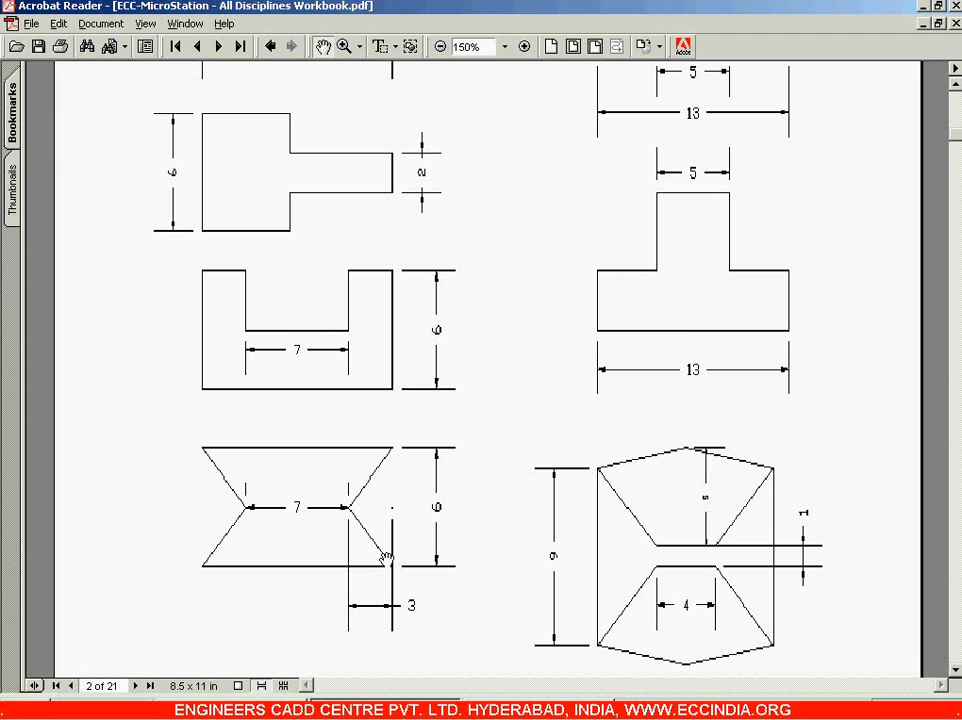 Acrobat Reader - [ECC-MicroStation - All Disciplines Workbook.pdf]
File Edit Document View Window Help
150%
Bookmarks
Thumbnails
5
13
6
2
5
7
6
13
7
6
3
9
5
1
4
2 of 21
8.5 x 11 in
ENGINEERS CADD CENTRE PVT. LTD. HYDERABAD, INDIA, WWW.ECCINDIA.ORG